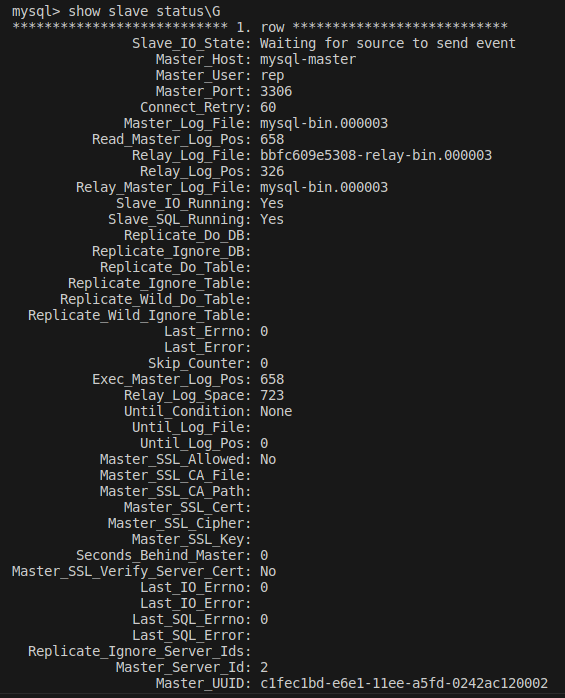 mysql> show slave status\G
*************************** 1. row ***************************
Slave_IO_State: Waiting for source to send event
Master_Host: mysql-master
Master_User: rep
Master_Port: 3306
Connect_Retry: 60
Master_Log_File: mysql-bin.000003
Read_Master_Log_Pos: 658
Relay_Log_File: bbfc609e5308-relay-bin.000003
Relay_Log_Pos: 326
Relay_Master_Log_File: mysql-bin.000003
Slave_IO_Running: Yes
Slave_SQL_Running: Yes
Replicate_Do_DB:
Replicate_Ignore_DB:
Replicate_Do_Table:
Replicate_Ignore_Table:
Replicate_Wild_Do_Table:
Replicate_Wild_Ignore_Table:
Last_Errno: 0
Last_Error:
Skip_Counter: 0
Exec_Master_Log_Pos: 658
Relay_Log_Space: 723
Until_Condition: None
Until_Log_File:
Until_Log_Pos: 0
Master_SSL_Allowed: No
Master_SSL_CA_File:
Master_SSL_CA_Path:
Master_SSL_Cert:
Master_SSL_Cipher:
Master_SSL_Key:
Seconds_Behind_Master: 0
Master_SSL_Verify_Server_Cert: No
Last_IO_Errno: 0
Last_IO_Error:
Last_SQL_Errno: 0
Last_SQL_Error:
Replicate_Ignore_Server_Ids:
Master_Server_Id: 2
Master_UUID: c1fec1bd-e6e1-11ee-a5fd-0242ac120002